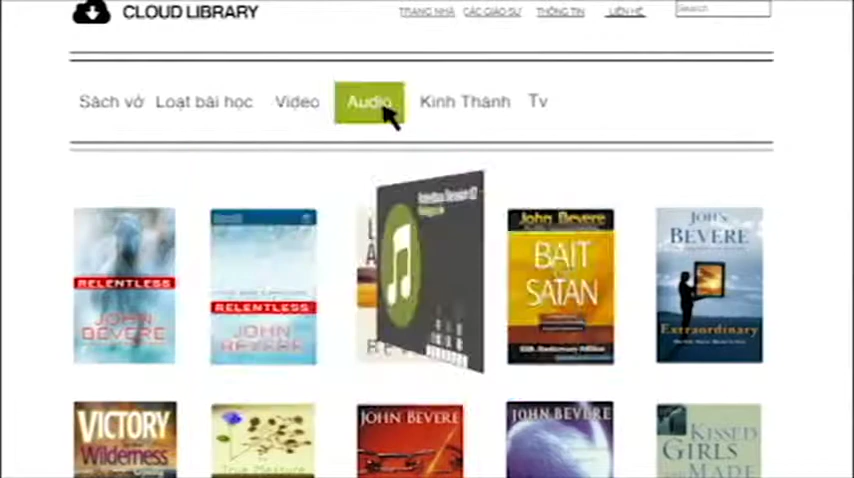 CLOUD LIBRARY
TRANG NHÀ CÁC GIÁO SƯ THÔNG TIN LIÊN HỆ Search
Sách vở Loạt bài học Video Audio Kinh Thánh Tv
RELENTLESS
JOHN BEVERE
RELENTLESS
JOHN BEVERE
John Bevere
BAIT
SATAN
JOHN
BEVERE
Extraordinary
VICTORY
Wilderness
True Measure
JOHN BEVERE
JOHN BEVERE
KISSED
GIRLS
MADE